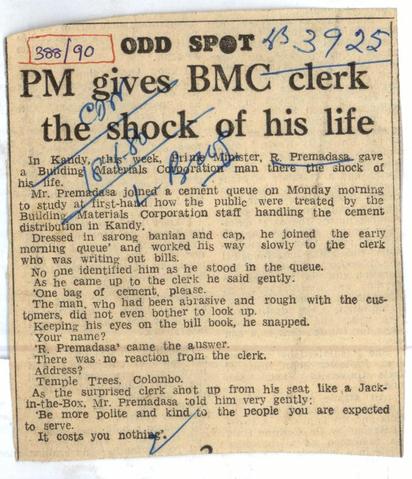 388/90
ODD SPOT
3925
PM gives BMC clerk
the shock of his life
In Kandy, this week, Prime Minister, R. Premadasa gave
a Building Materials Corporation man there the shock of
his life.
Mr. Premadasa joined a cement queue on Monday morning
to study at first-hand how the public were treated by the
Building Materials Corporation staff handling the cement
distribution in Kandy.
Dressed in sarong banian and cap, he joined the early
morning queue' and worked his way slowly to the clerk
who was writing out bills.
No one identified him as he stood in the queue.
As he came up to the clerk he said gently.
'One bag of cement, please.
The man, who had been abrasive and rough with the cus-
tomers, did not even bother to look up.
Keeping his eyes on the bill book, he snapped.
Your name?
'R. Premadasa' came the answer.
There was no reaction from the clerk.
Address?
Temple Trees, Colombo.
As the surprised clerk shot up from his seat like a Jack-
in-the-Box, Mr. Premadasa told him very gently:
'Be more polite and kind to the people you are expected
to serve.
It costs you nothing'.